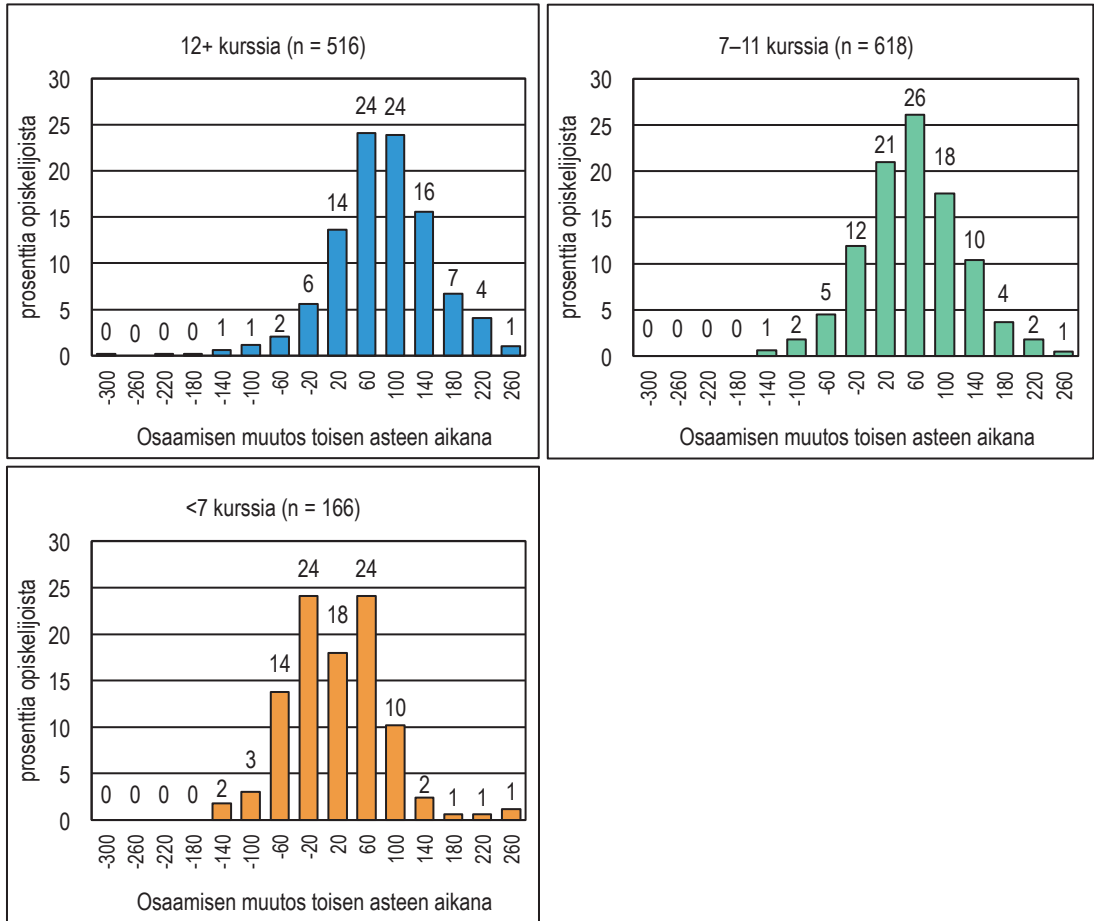 12+ kurssia (n = 516)
prosenttia opiskelijoista
30
25
20
15
10
5
0
0 0 0 1 1 2 6 14 24 24 16 7 4 1
-300 -260 -220 -180 -140 -100 -60 -20 20 60 100 140 180 220 260
Osaamisen muutos toisen asteen aikana
7–11 kurssia (n = 618)
prosenttia opiskelijoista
30
25
20
15
10
5
0
0 0 0 0 1 2 5 12 21 26 18 10 4 2 1
-300 -260 -220 -180 -140 -100 -60 -20 20 60 100 140 180 220 260
Osaamisen muutos toisen asteen aikana
<7 kurssia (n = 166)
prosenttia opiskelijoista
30
25
20
15
10
5
0
0 0 0 0 2 3 14 24 18 24 10 2 1 1 1
-300 -260 -220 -180 -140 -100 -60 -20 20 60 100 140 180 220 260
Osaamisen muutos toisen asteen aikana